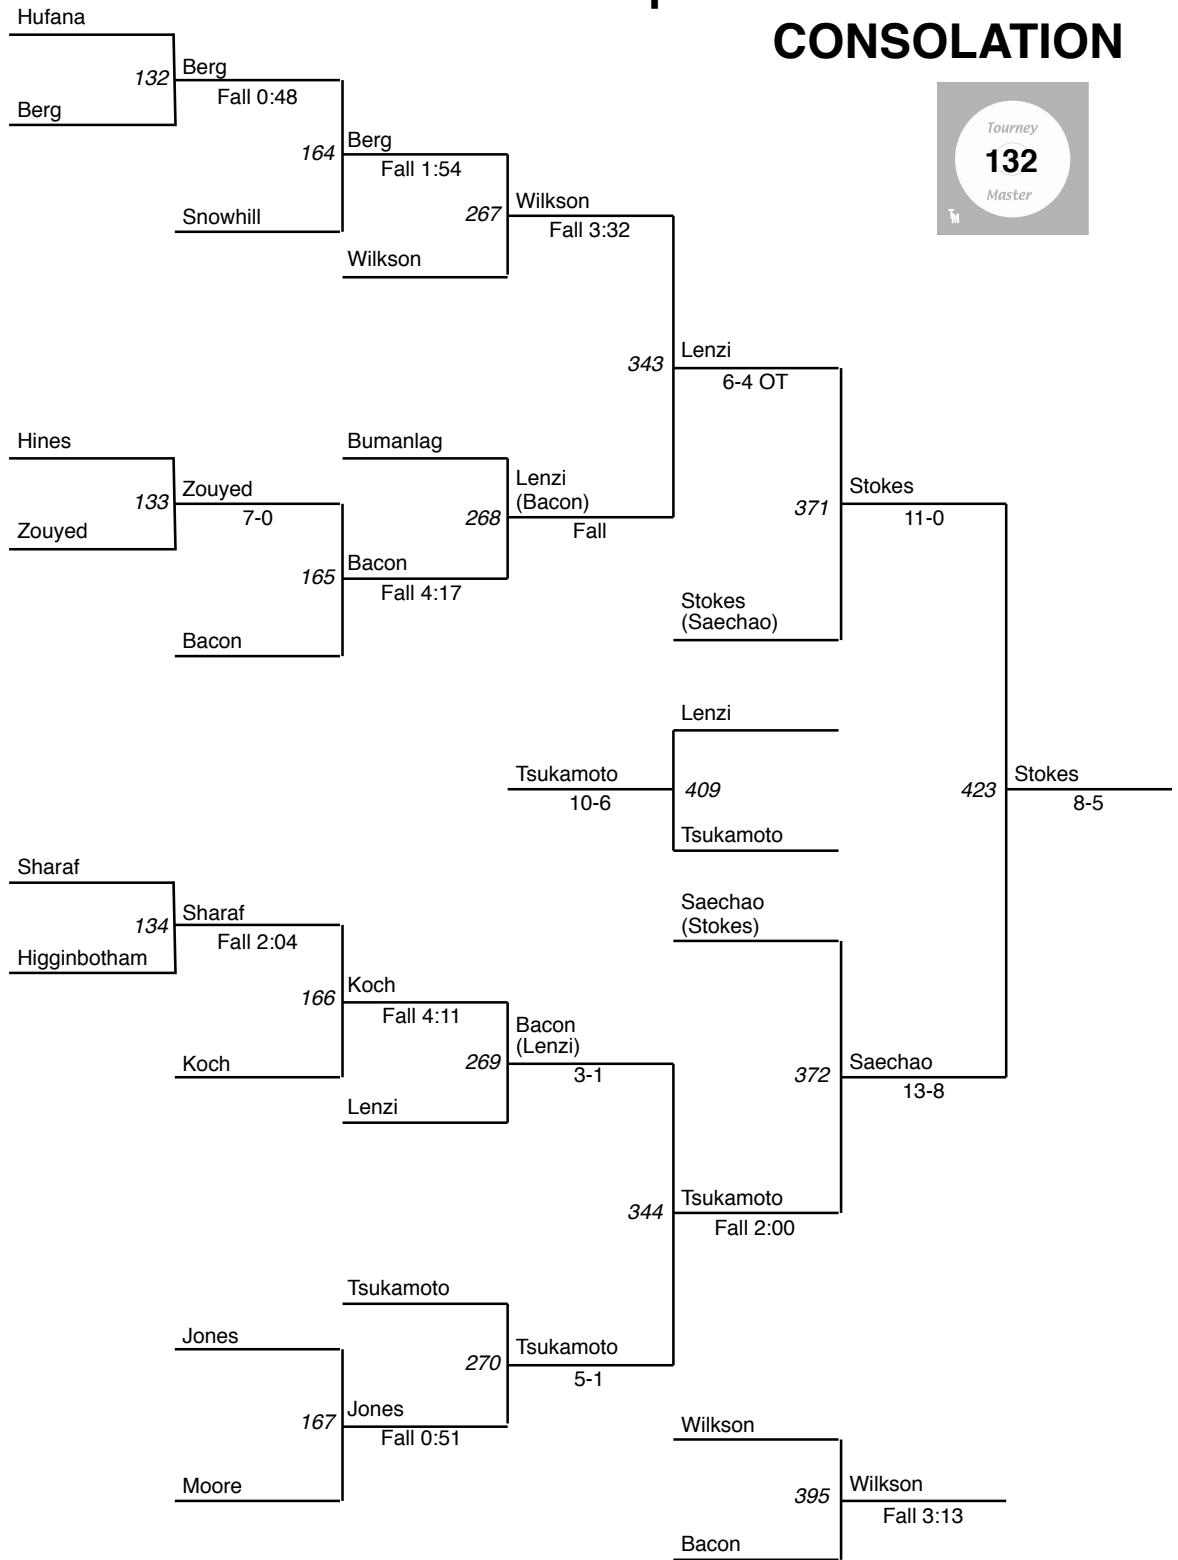 CONSOLATION
Tourney
132
Master
TM
Hufana
132
Berg
Berg
Fall 0:48
164
Snowhill
Berg
Fall 1:54
267
Wilkson
Wilkson
Fall 3:32
343
Lenzi
6-4 OT
Hines
133
Zouyed
Zouyed
7-0
165
Bacon
Bumanlag
268
Bacon
Fall 4:17
Lenzi
(Bacon)
Fall
371
Stokes
(Saechao)
Stokes
11-0
Lenzi
409
Tsukamoto
Tsukamoto
10-6
423
Stokes
8-5
Sharaf
134
Higginbotham
Sharaf
Fall 2:04
166
Koch
Koch
Fall 4:11
269
Lenzi
Bacon
(Lenzi)
3-1
344
Saechao
(Stokes)
372
Saechao
13-8
Tsukamoto
Fall 2:00
Tsukamoto
270
Tsukamoto
5-1
Jones
167
Moore
Jones
Fall 0:51
Wilkson
395
Bacon
Wilkson
Fall 3:13